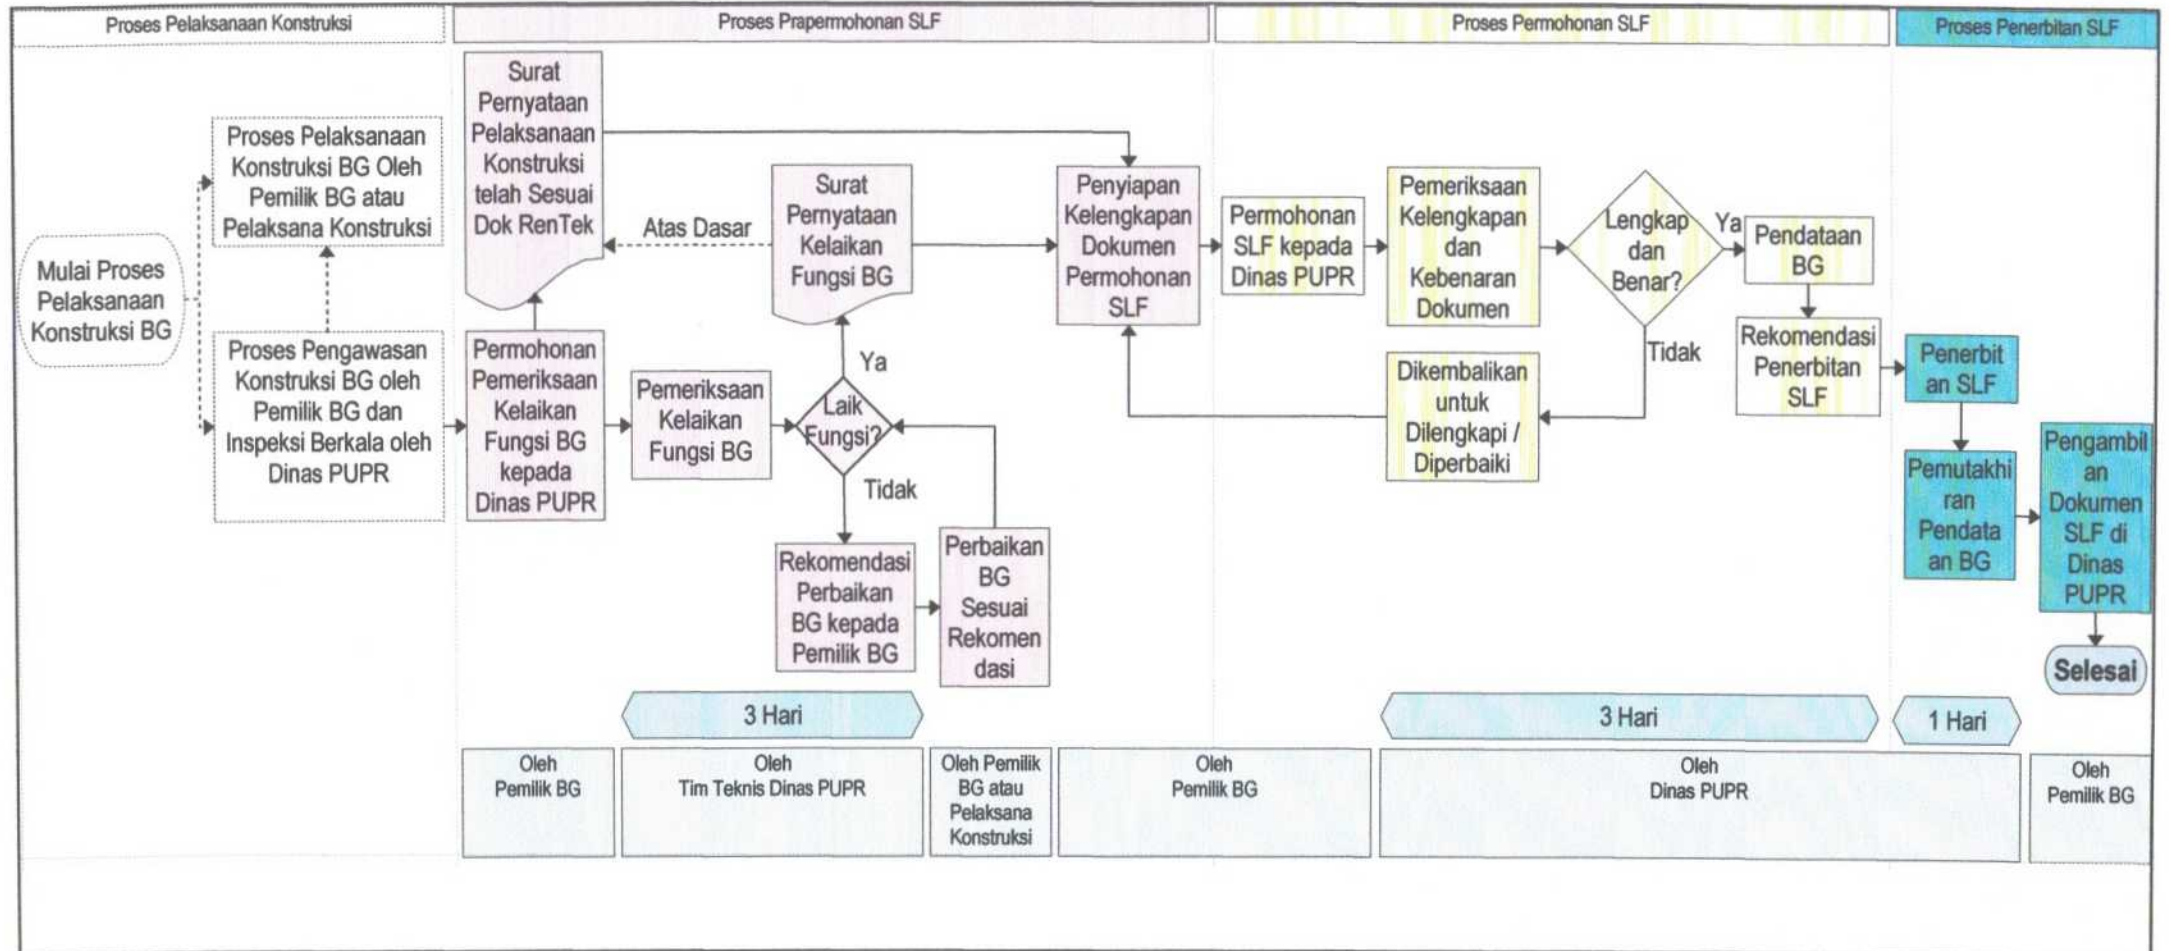 Proses Pelaksanaan Konstruksi
Proses Prapermohonan SLF
Proses Permohonan SLF
Proses Penerbitan SLF
Mulai Proses
Pelaksanaan
Konstruksi BG
Proses Pelaksanaan
Konstruksi BG Oleh
Pemilik BG atau
Pelaksana Konstruksi
Proses Pengawasan
Konstruksi BG oleh
Pemilik BG dan
Inspeksi Berkala oleh
Dinas PUPR
Surat
Pernyataan
Pelaksanaan
Konstruksi
telah Sesuai
Dok RenTek
Permohonan
Pemeriksaan
Kelaikan
Fungsi BG
kepada
Dinas PUPR
Atas Dasar
Pemeriksaan
Kelaikan
Fungsi BG
Surat
Pernyataan
Kelaikan
Fungsi BG
Ya
Laik
Fungsi?
Tidak
Rekomendasi
Perbaikan
BG kepada
Pemilik BG
Perbaikan
BG
Sesuai
Rekomen
dasi
Penyiapan
Kelengkapan
Dokumen
Permohonan
SLF
Permohonan
SLF kepada
Dinas PUPR
Pemeriksaan
Kelengkapan
dan
Kebenaran
Dokumen
Dikembalikan
untuk
Dilengkapi /
Diperbaiki
Lengkap
dan
Benar?
Ya
Tidak
Pendataan
BG
Rekomendasi
Penerbitan
SLF
Penerbit
an SLF
Pemutakhi
ran
Pendata
an BG
Pengambil
an
Dokumen
SLF di
Dinas
PUPR
Selesai
3 Hari
3 Hari
1 Hari
Oleh
Pemilik BG
Oleh
Tim Teknis Dinas PUPR
Oleh Pemilik
BG atau
Pelaksana
Konstruksi
Oleh
Pemilik BG
Oleh
Dinas PUPR
Oleh
Pemilik BG